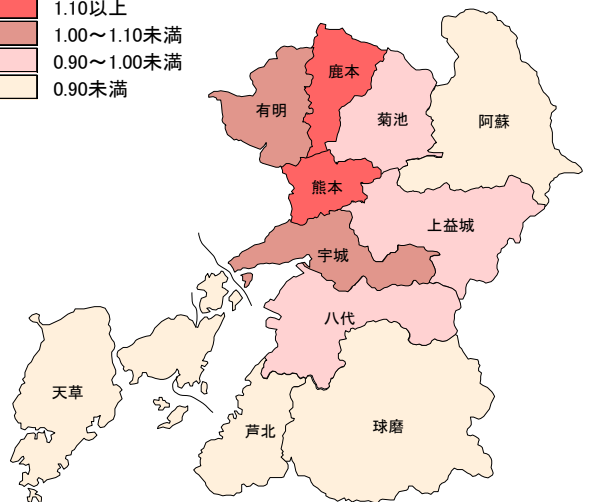 1.10以上
1.00～1.10未満
0.90～1.00未満
0.90未満
鹿本
有明
菊池
阿蘇
熊本
上益城
宇城
八代
天草
芦北
球磨